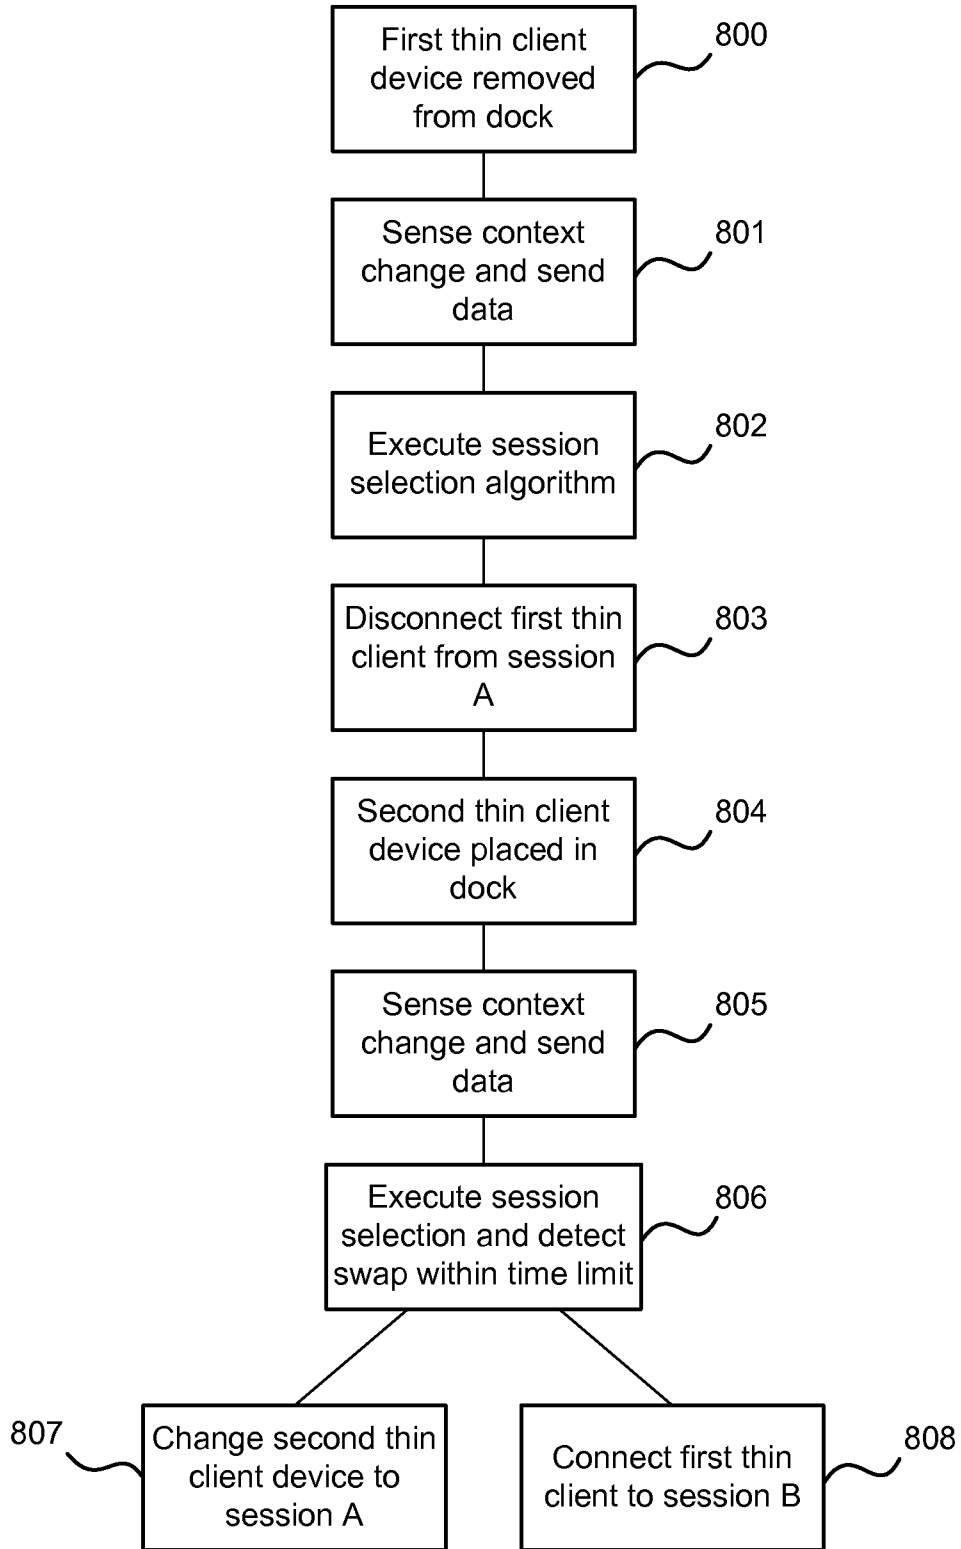 First thin client
device removed
from dock
800
Sense context
change and send
data
801
Execute session
selection algorithm
802
Disconnect first thin
client from session
A
803
Second thin client
device placed in
dock
804
Sense context
change and send
data
805
Execute session
selection and detect
swap within time limit
806
807
Change second thin
client device to
session A
Connect first thin
client to session B
808